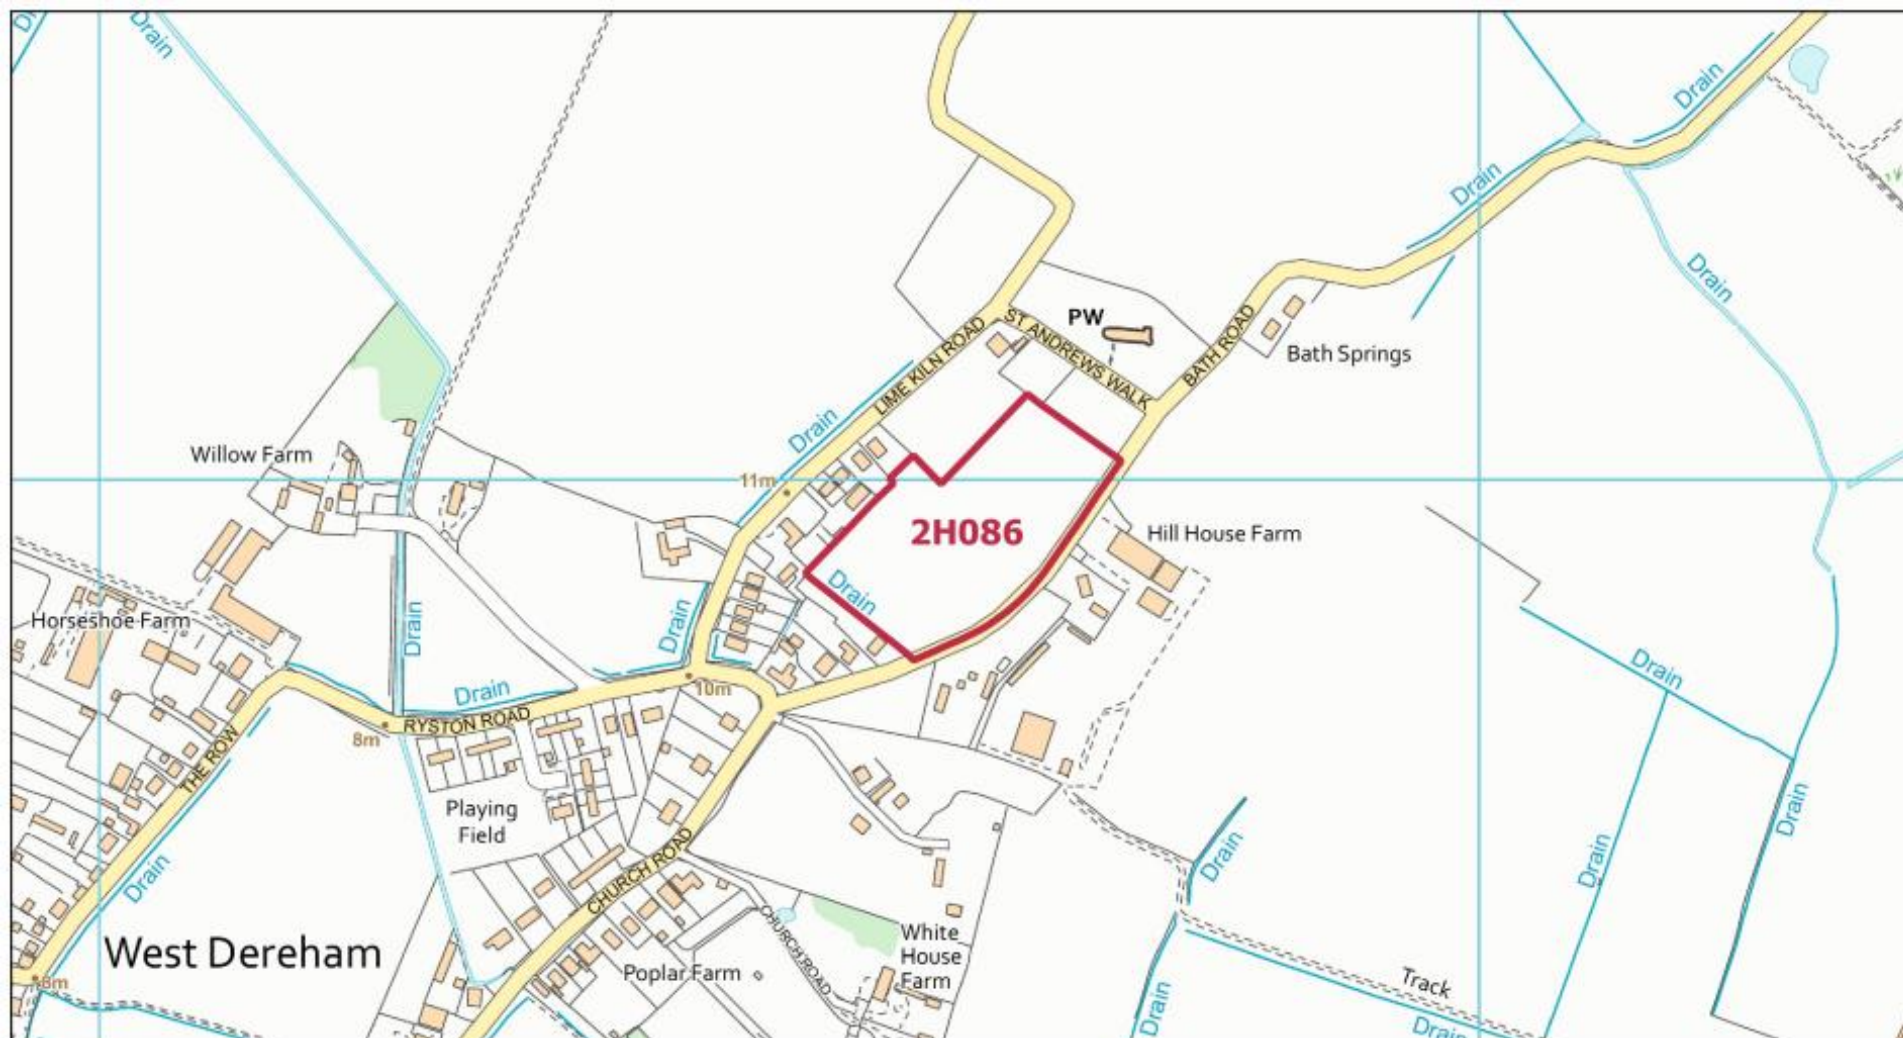 Drain
Drain
Drain
Drain
Drain
PW
ST ANDREWS WALK
BATH ROAD
LIME KILN ROAD
Bath Springs
Drain
Willow Farm
11m
2H086
Hill House Farm
Drain
Horseshoe Farm
Drain
Drain
Drain
Drain
10m
RYSTON ROAD
8m
THE ROW
Playing
Field
Drain
Drain
Drain
Drain
CHURCH ROAD
CHURCH ROAD
West Dereham
White
House
Farm
Poplar Farm
8m
Track
Drain
Drain